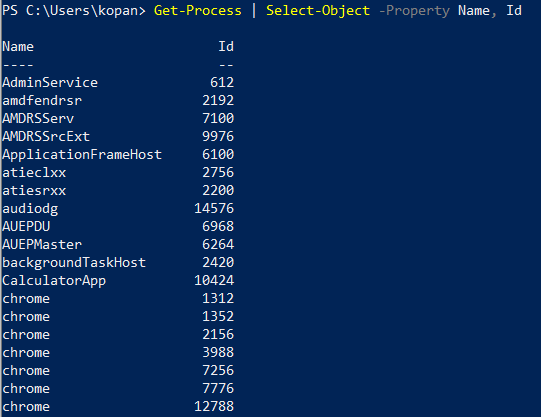 PS C:\Users\kopan> Get-Process | Select-Object -Property Name, Id
Name Id
---- --
AdminService 612
amdfendrsr 2192
AMDRSServ 7100
AMDRSSrcExt 9976
ApplicationFrameHost 6100
atieclxx 2756
atiesrxx 2200
audiodg 14576
AUEPDU 6968
AUEPMaster 6264
backgroundTaskHost 2420
CalculatorApp 10424
chrome 1312
chrome 1352
chrome 2156
chrome 3988
chrome 7256
chrome 7776
chrome 12788